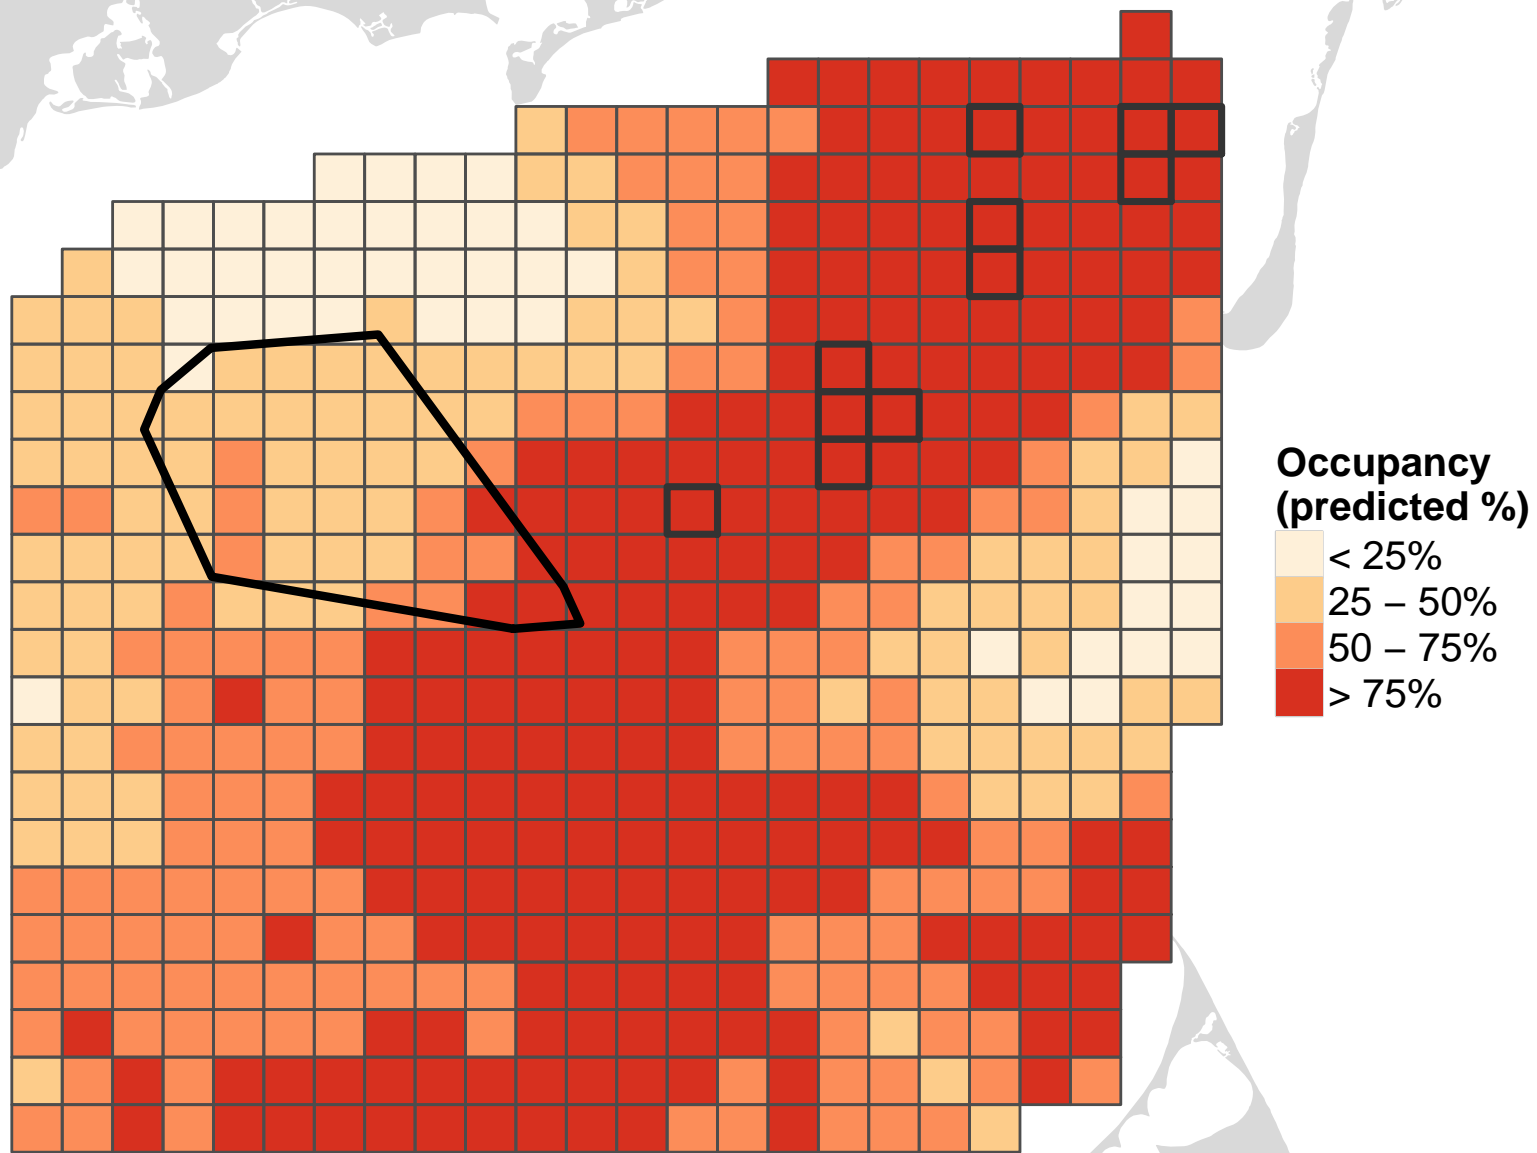 Occupancy
(predicted %)
< 25%
25 – 50%
50 – 75%
> 75%